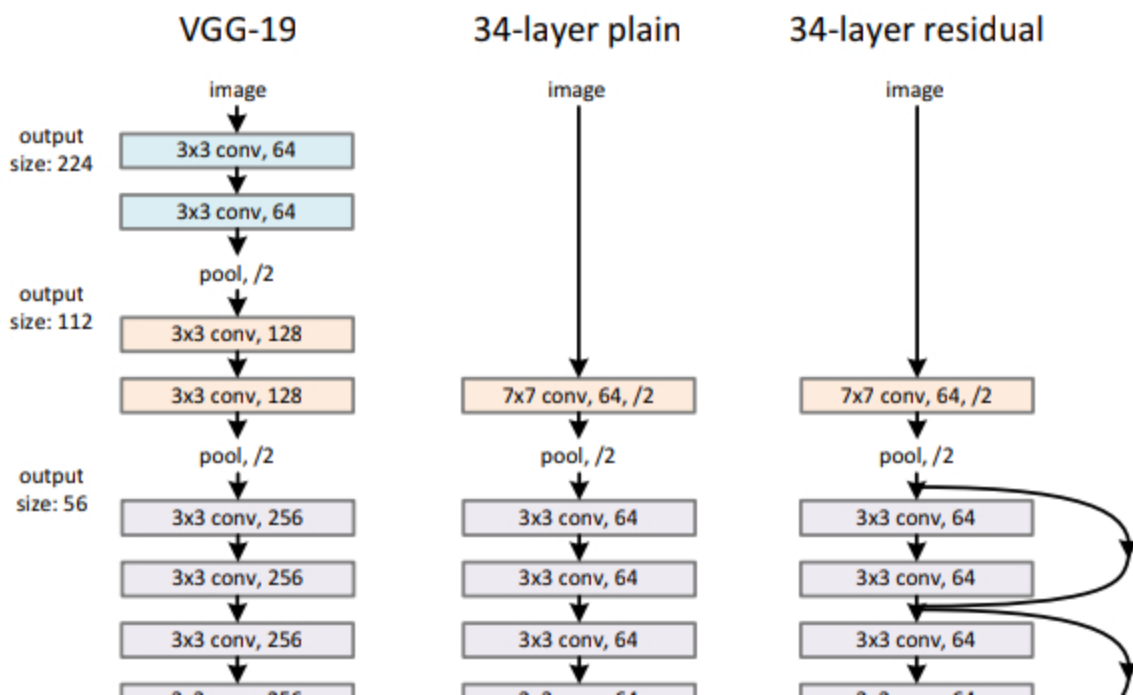 VGG-19
34-layer plain
34-layer residual
image
image
image
output
size: 224
3x3 conv, 64
3x3 conv, 64
pool, /2
output
size: 112
3x3 conv, 128
3x3 conv, 128
7x7 conv, 64, /2
7x7 conv, 64, /2
pool, /2
pool, /2
pool, /2
output
size: 56
3x3 conv, 256
3x3 conv, 64
3x3 conv, 64
3x3 conv, 256
3x3 conv, 64
3x3 conv, 64
3x3 conv, 256
3x3 conv, 64
3x3 conv, 64